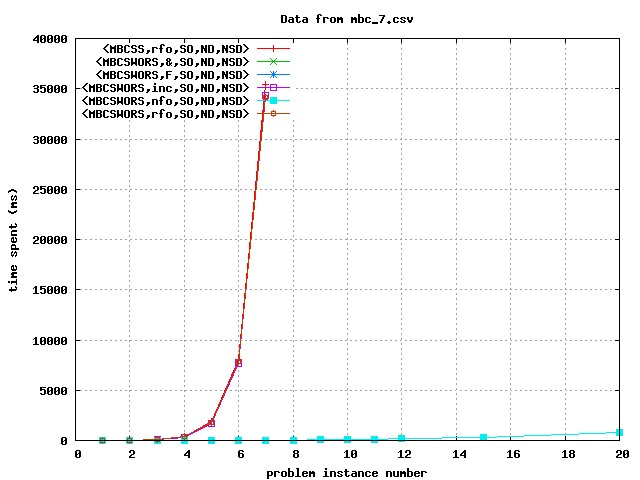 Data from mbc_7.csv
40000
35000
30000
25000
20000
15000
10000
5000
0
time spent (ms)
<MBCSS,rfo,SO,ND,NSD>
<MBCSWORS,&,SO,ND,NSD>
<MBCSWORS,F,SO,ND,NSD>
<MBCSWORS,inc,SO,ND,NSD>
<MBCSWORS,nfo,SO,ND,NSD>
<MBCSWORS,rfo,SO,ND,NSD>
0 2 4 6 8 10 12 14 16 18 20
problem instance number